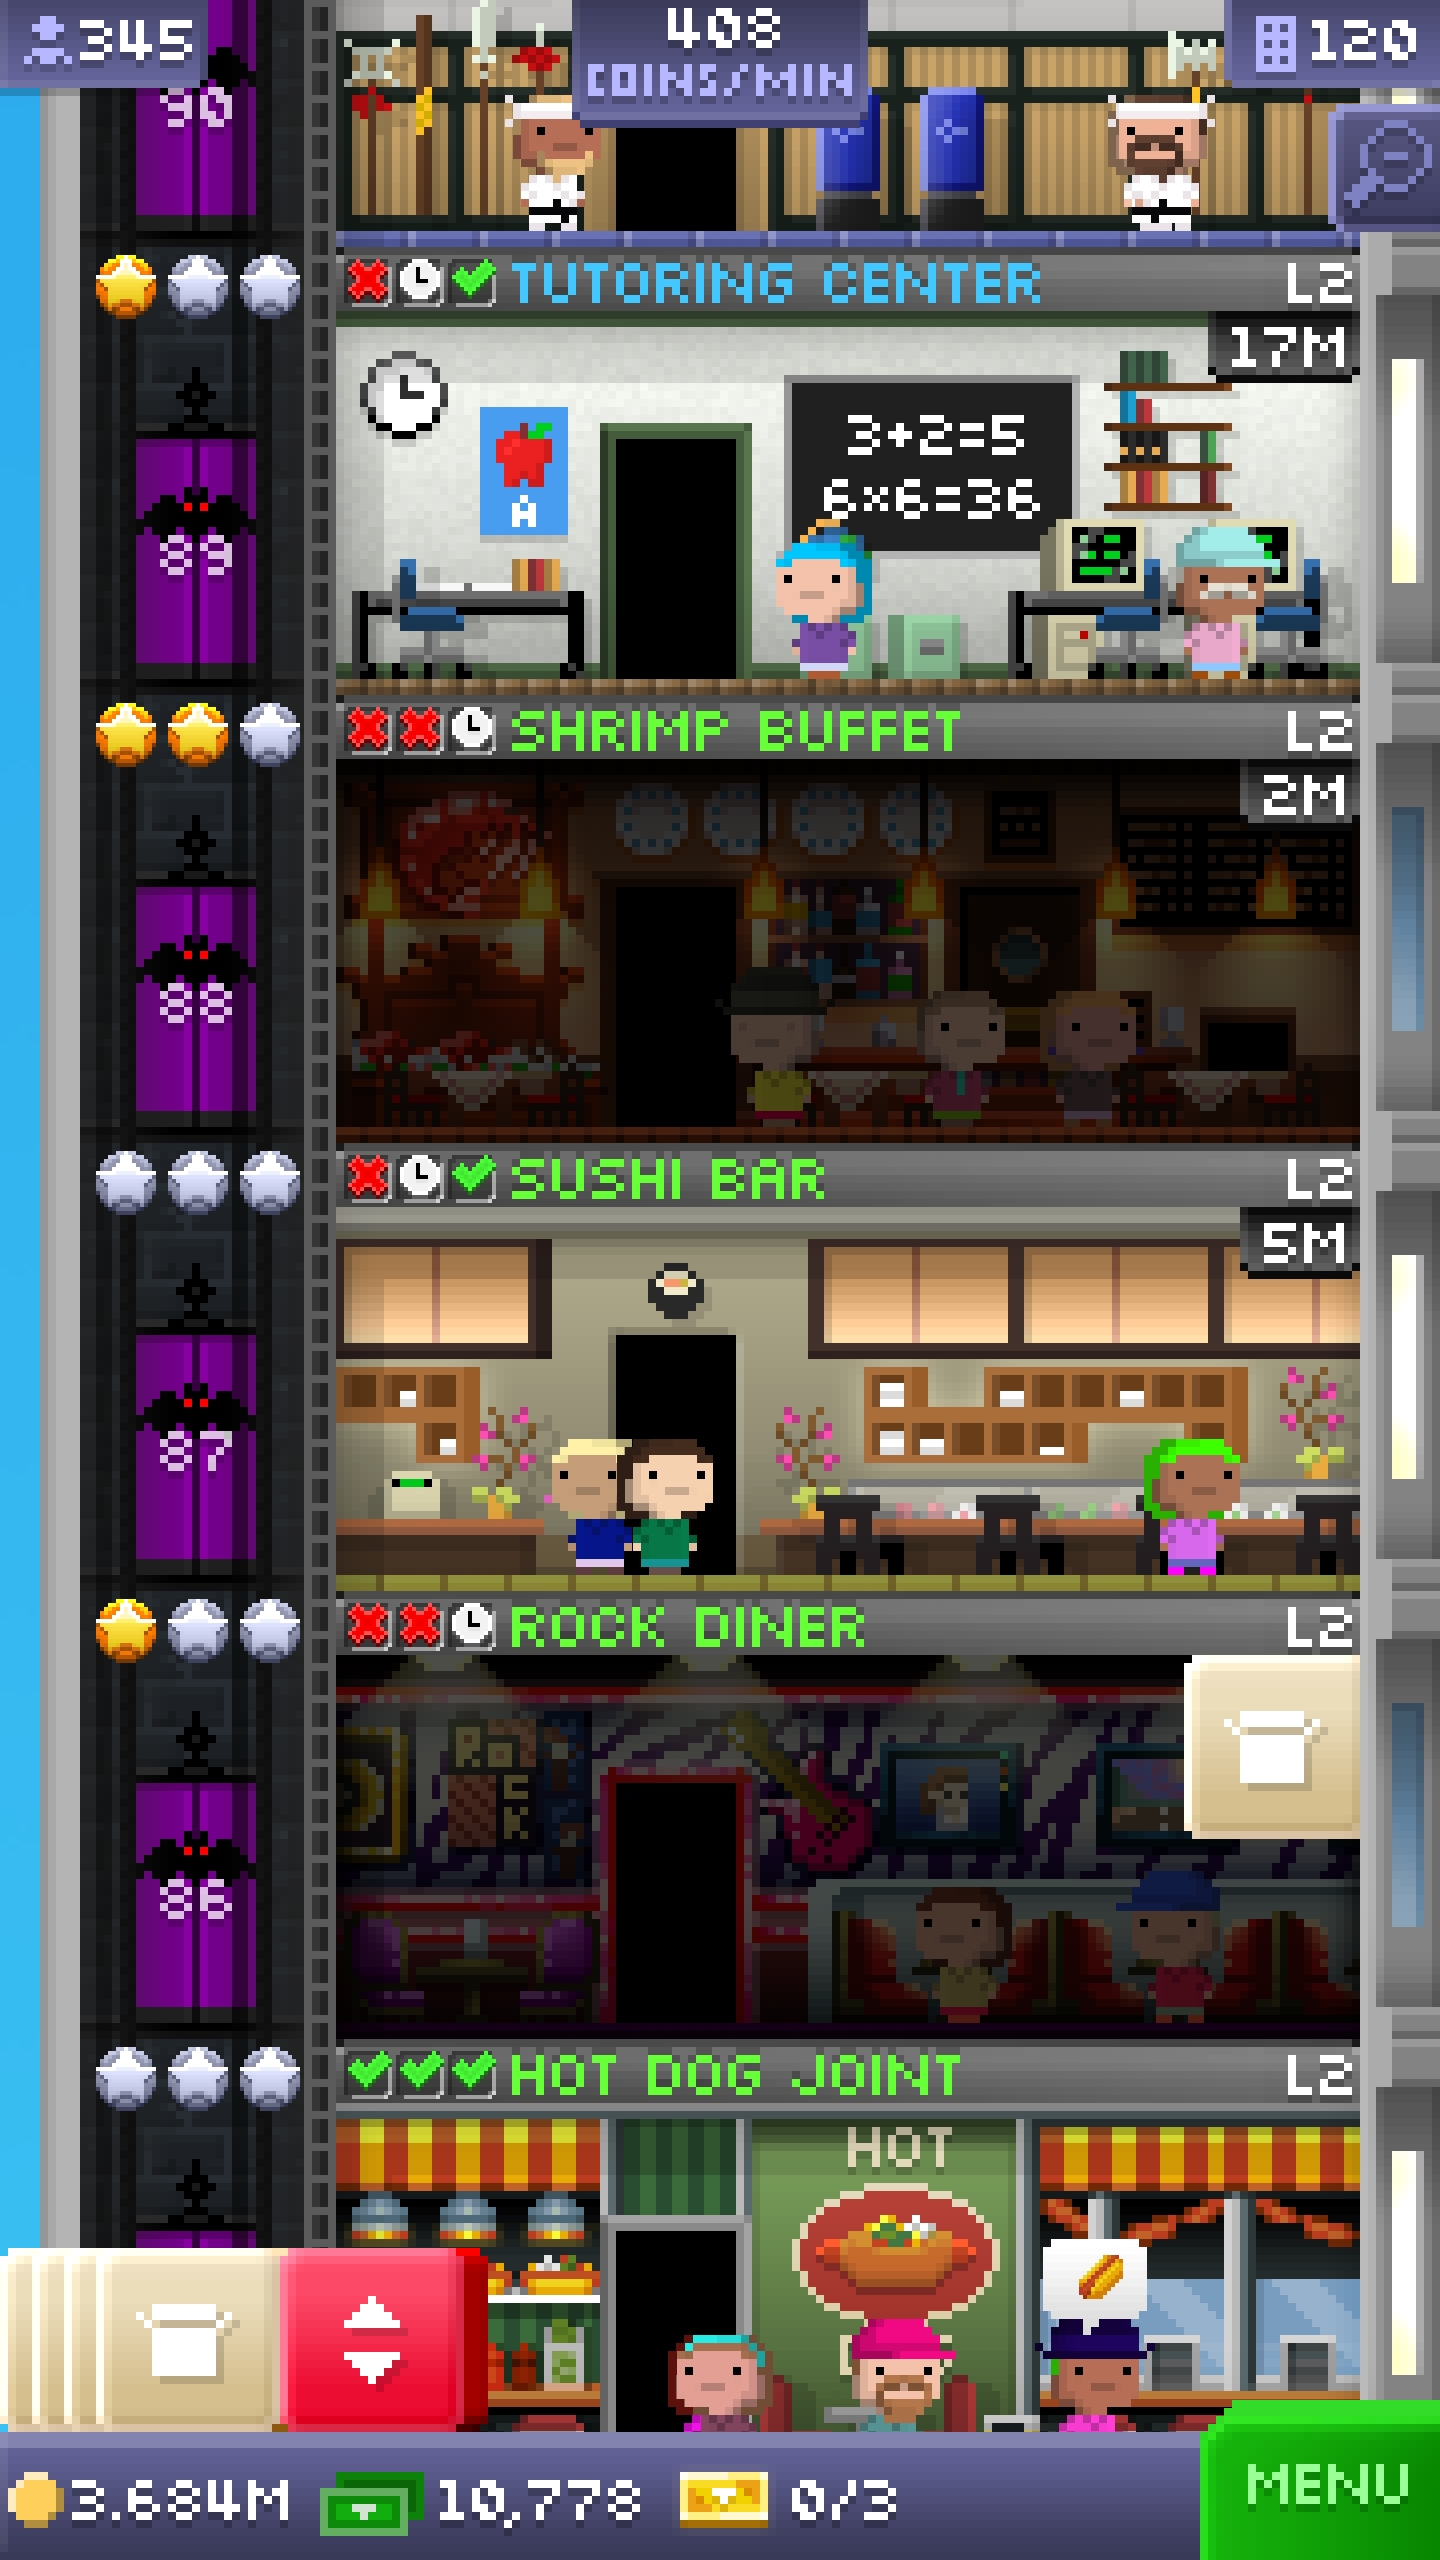 345
408
COINS/MIN
120
90
TUTORING CENTER
L2
17M
3+2=5
6×6=36
A
89
SHRIMP BUFFET
L2
2M
88
SUSHI BAR
L2
5M
87
ROCK DINER
L2
ROCK
86
HOT DOG JOINT
L2
HOT
3.684M
10,778
0/3
MENU